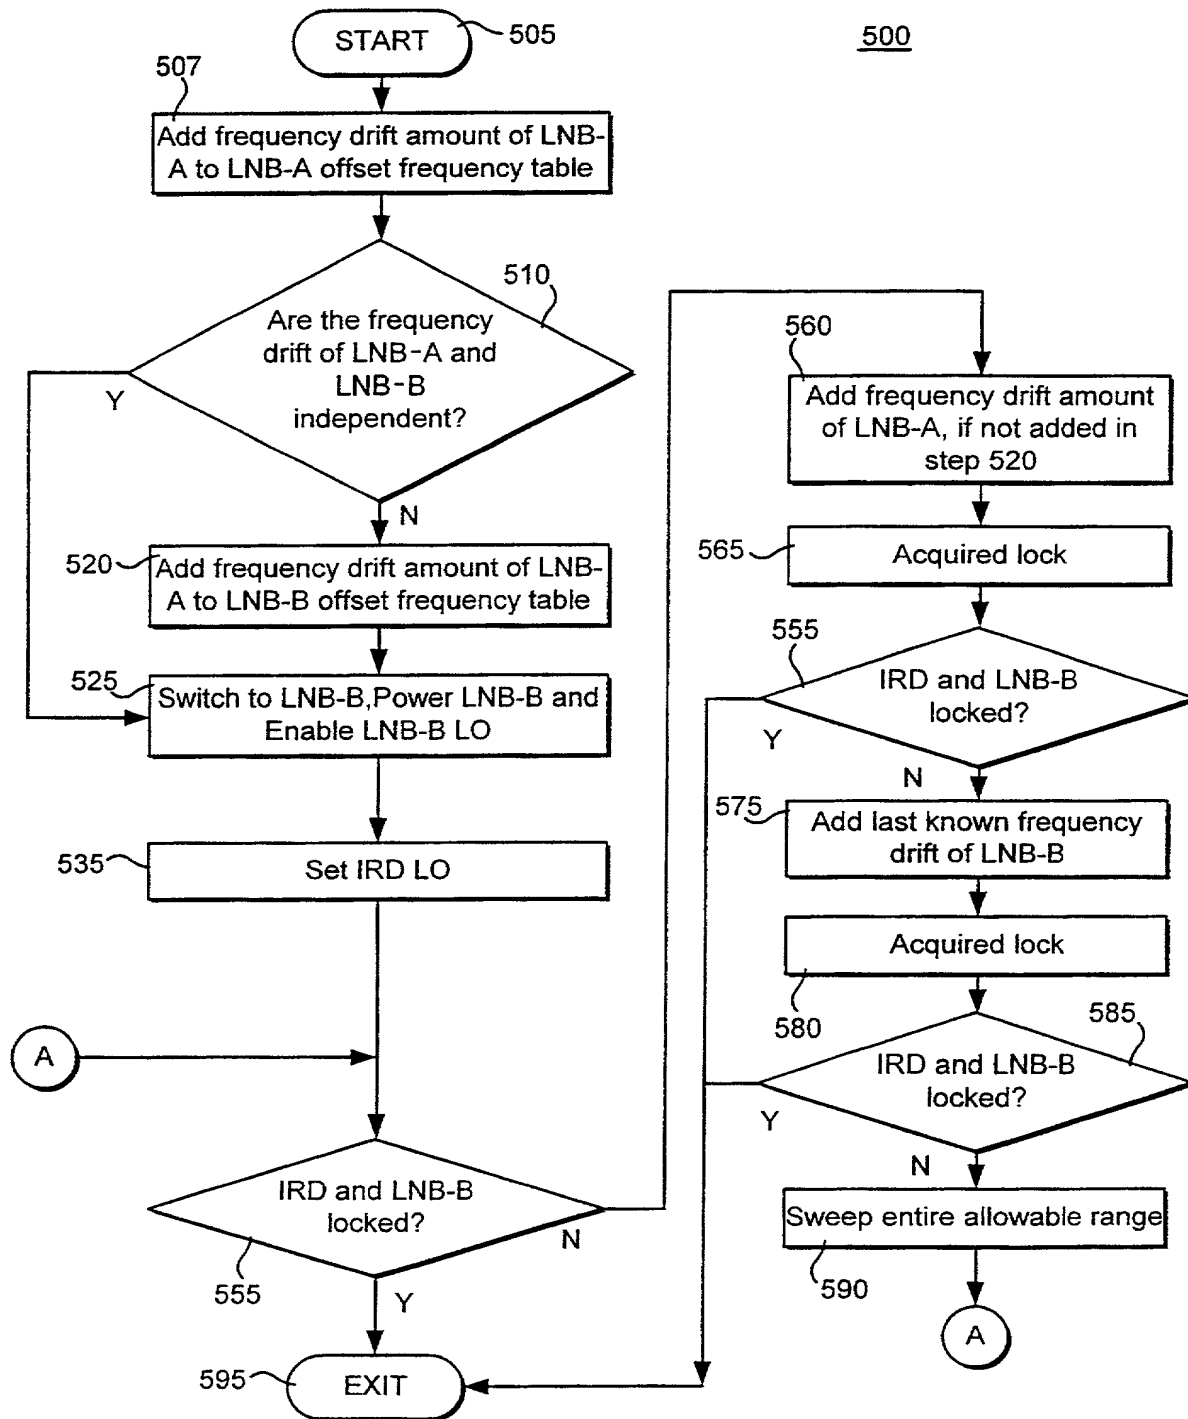 START
505
500
507
Add frequency drift amount of LNB-
A to LNB-A offset frequency table
510
Are the frequency
drift of LNB-A and
LNB-B
independent?
Y
N
520
Add frequency drift amount of LNB-
A to LNB-B offset frequency table
525
Switch to LNB-B,Power LNB-B and
Enable LNB-B LO
535
Set IRD LO
A
IRD and LNB-B
locked?
N
555
Y
595
EXIT
560
Add frequency drift amount
of LNB-A, if not added in
step 520
565
Acquired lock
555
IRD and LNB-B
locked?
Y
N
575
Add last known frequency
drift of LNB-B
Acquired lock
580
585
IRD and LNB-B
locked?
Y
N
Sweep entire allowable range
590
A